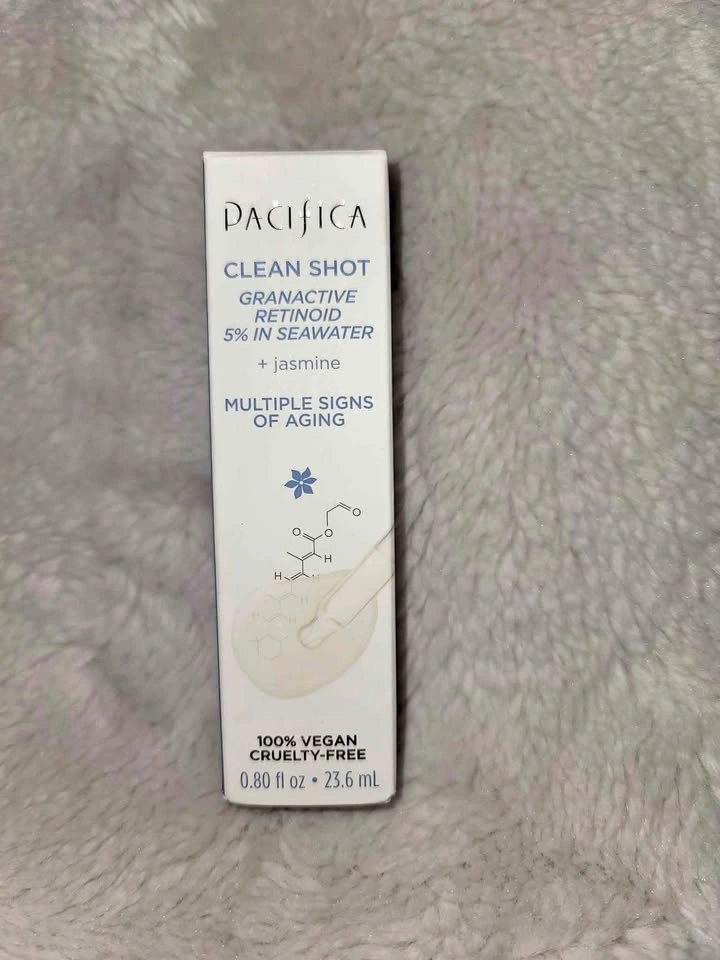 PACIFICA
CLEAN SHOT
GRANACTIVE
RETINOID
5% IN SEAWATER
+ jasmine
MULTIPLE SIGNS
OF AGING
O
O
O
H
H
H
100% VEGAN
CRUELTY-FREE
0.80 fl oz • 23.6 mL